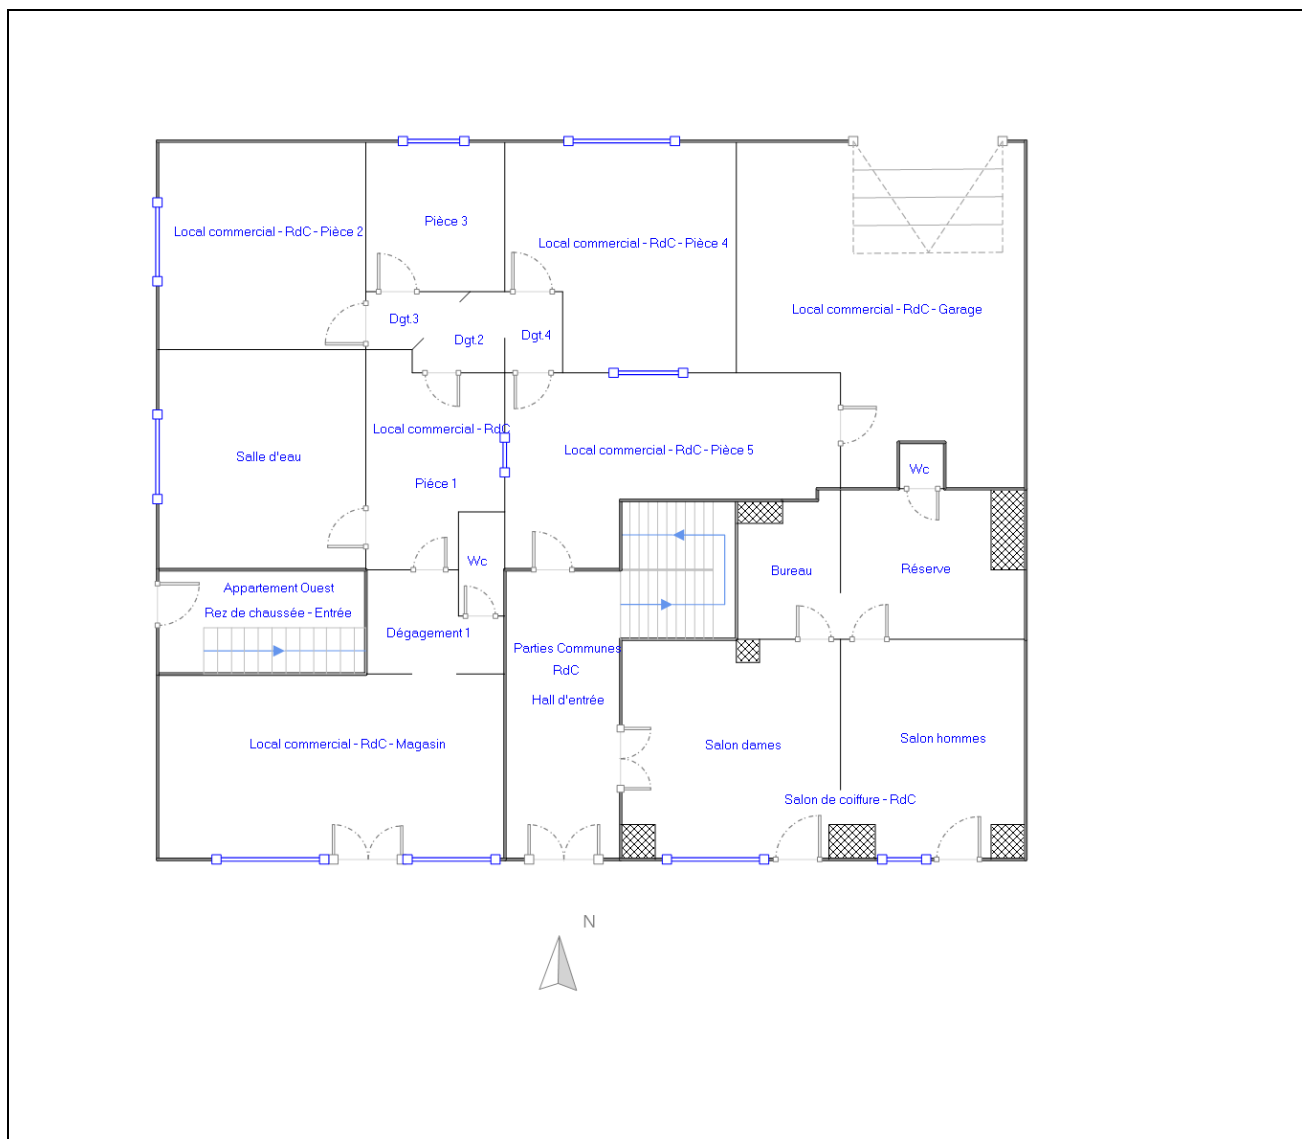 Pièce 3
Local commercial - RdC - Pièce 2
Local commercial - RdC - Pièce 4
Local commercial - RdC - Garage
Dgt.3
Dgt.2
Dgt.4
Local commercial - RdC
Piéce 1
Salle d'eau
Local commercial - RdC - Pièce 5
Wc
Wc
Bureau
Réserve
Appartement Ouest
Rez de chaussée - Entrée
Dégagement 1
Parties Communes
RdC
Hall d'entrée
Local commercial - RdC - Magasin
Salon dames
Salon hommes
Salon de coiffure - RdC
N